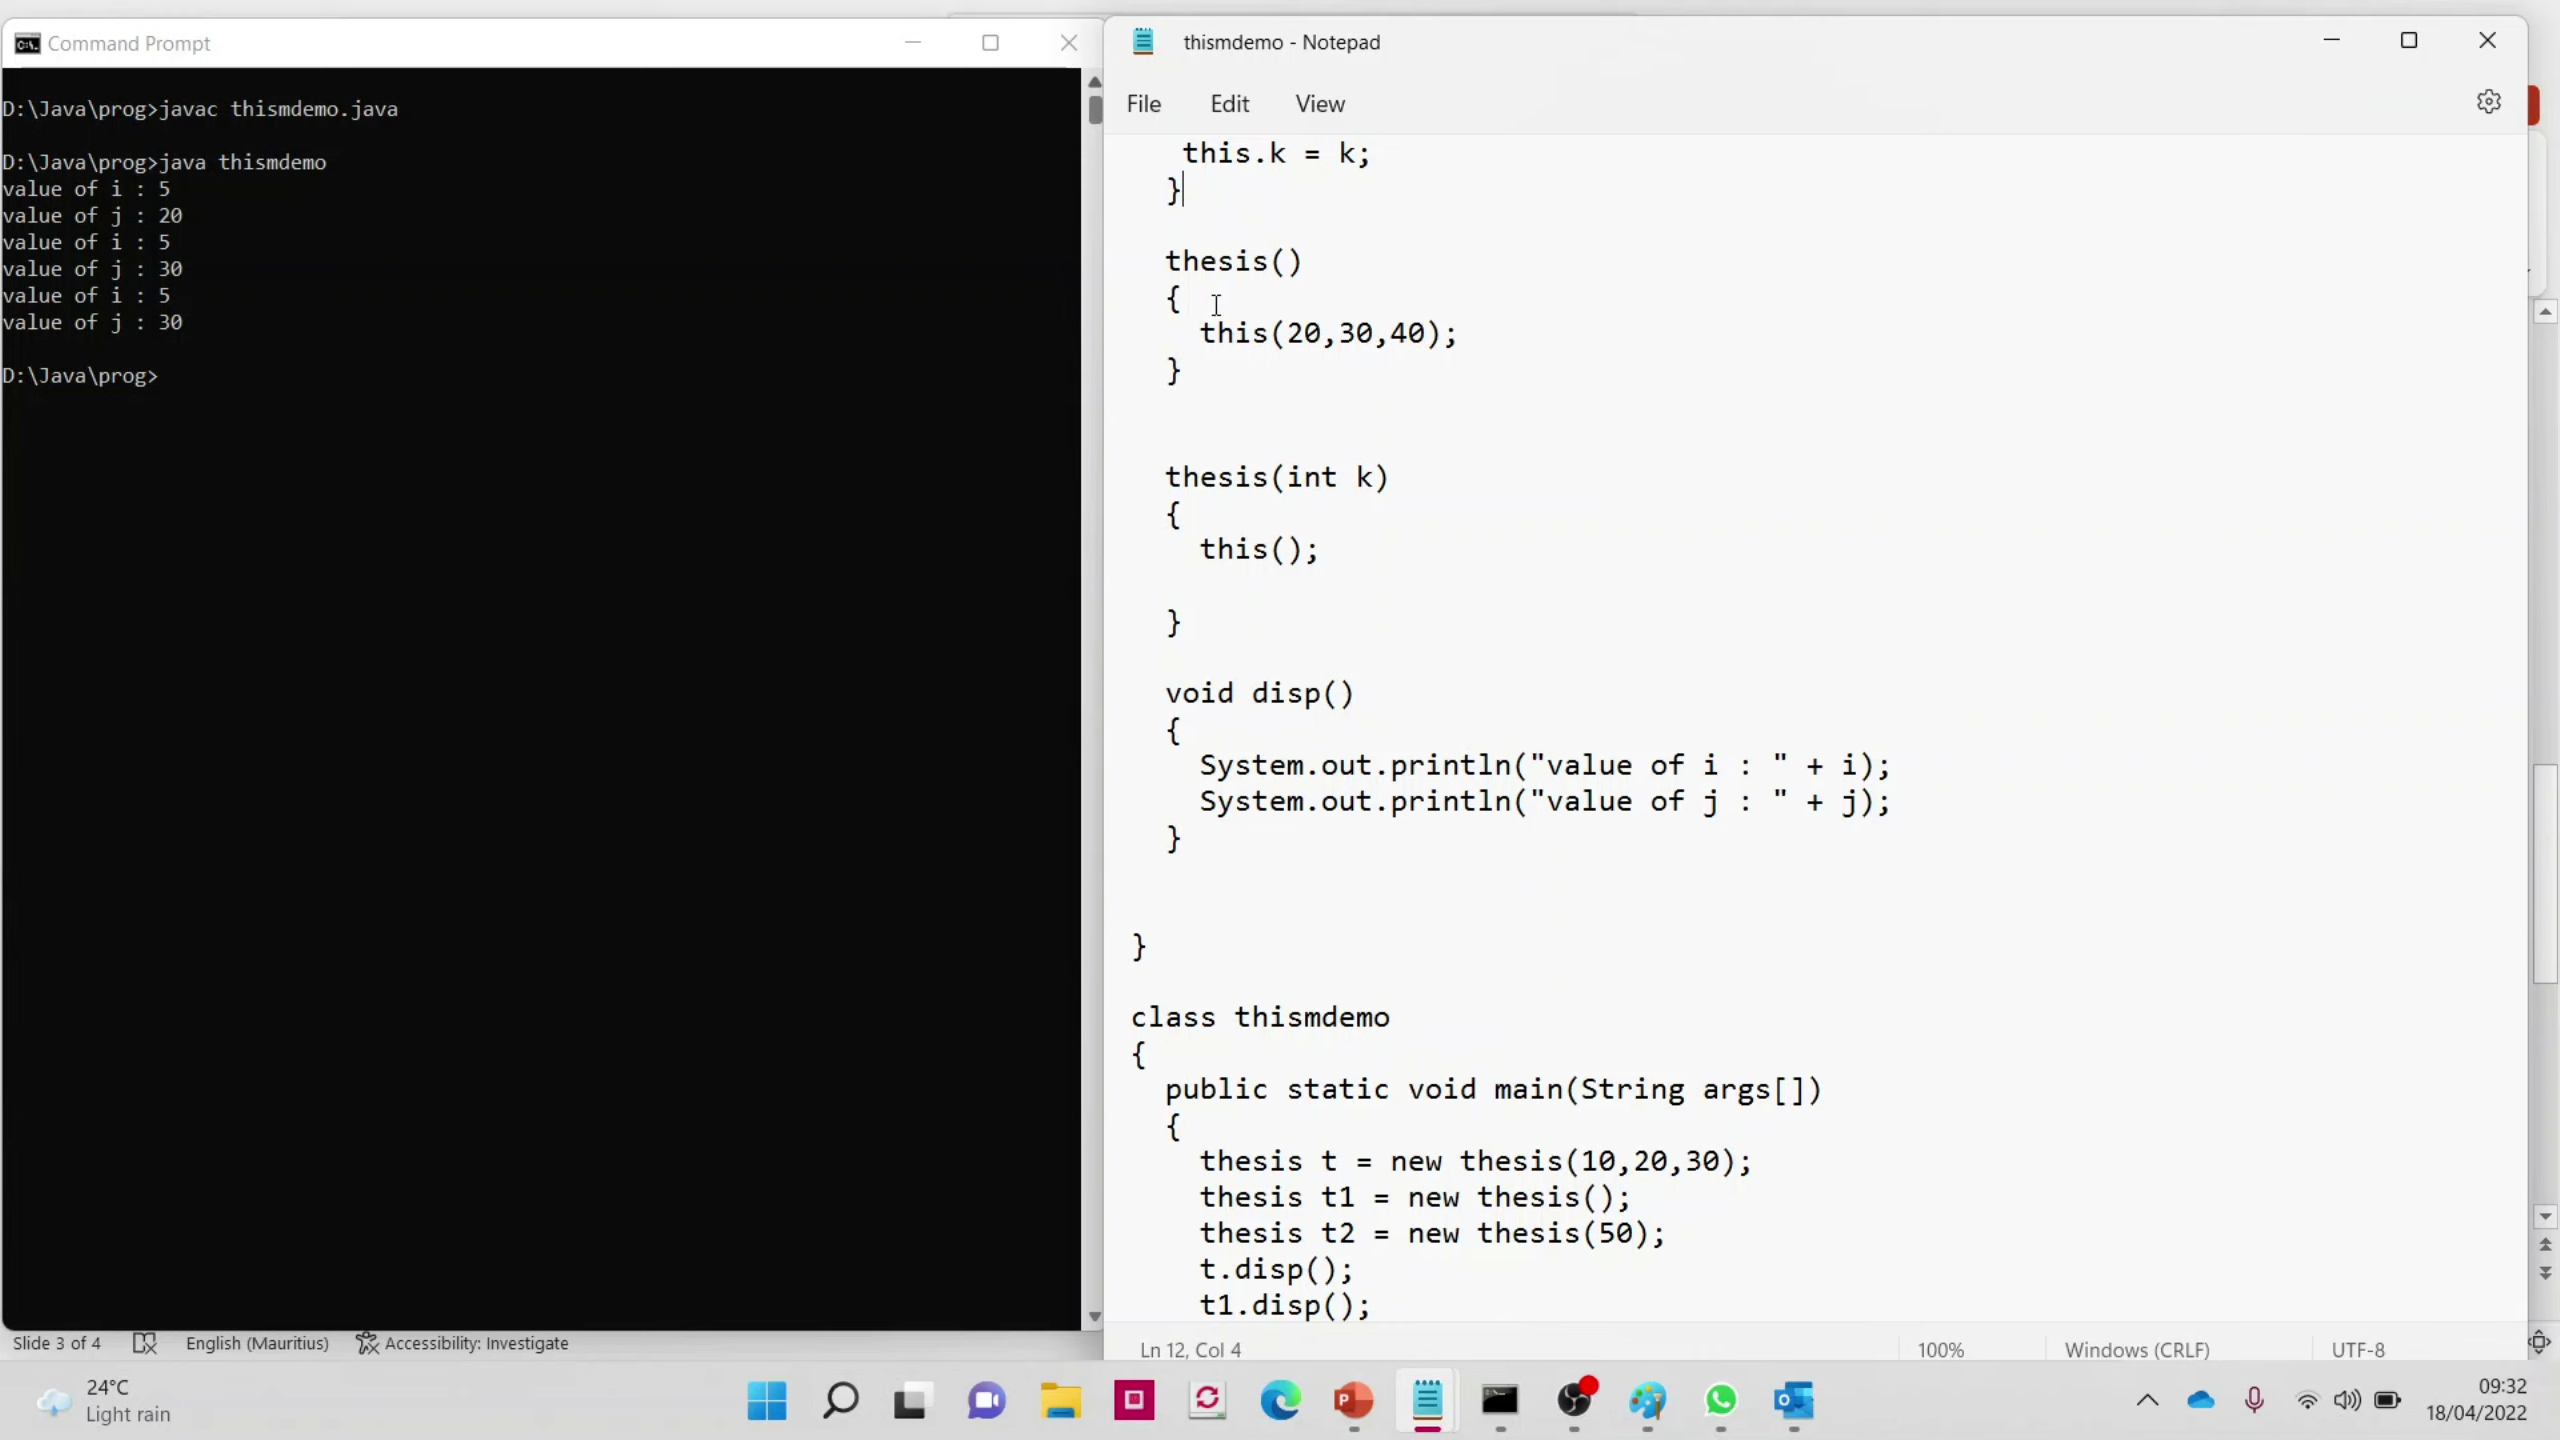 Command Prompt
D:\Java\prog>javac thismdemo.java
D:\Java\prog>java thismdemo
value of i : 5
value of j : 20
value of i : 5
value of j : 30
value of i : 5
value of j : 30
D:\Java\prog>
thismdemo - Notepad
File Edit View
this.k = k;
}
thesis()
{
this(20,30,40);
}
thesis(int k)
{
this();
}
void disp()
{
System.out.println("value of i : " + i);
System.out.println("value of j : " + j);
}
}
class thismdemo
{
public static void main(String args[])
{
thesis t = new thesis(10,20,30);
thesis t1 = new thesis();
thesis t2 = new thesis(50);
t.disp();
t1.disp();
Ln 12, Col 4 100% Windows (CRLF) UTF-8
Slide 3 of 4 English (Mauritius) Accessibility: Investigate
24°C
Light rain
09:32
18/04/2022